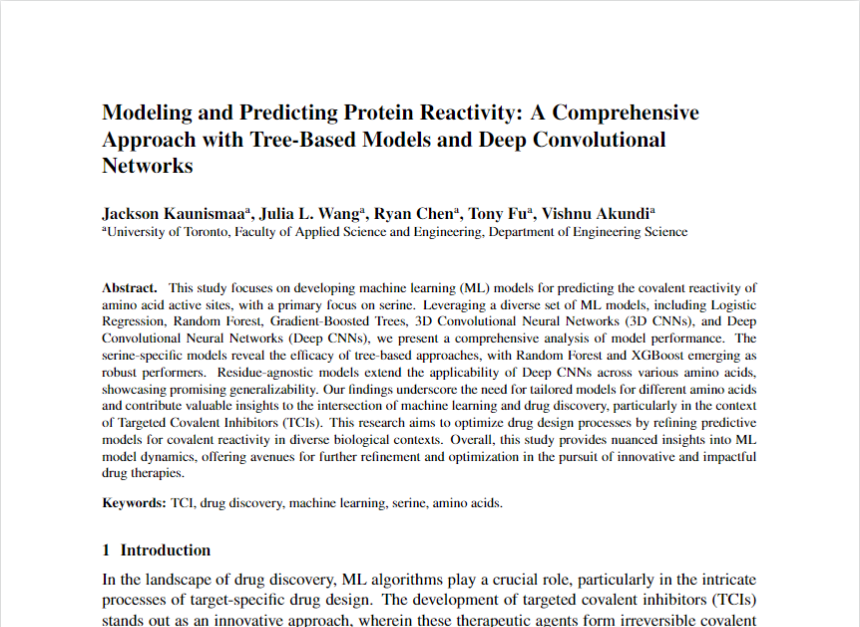 Modeling and Predicting Protein Reactivity: A Comprehensive
Approach with Tree-Based Models and Deep Convolutional
Networks
Jackson Kaunismaaᵃ, Julia L. Wangᵃ, Ryan Chenᵃ, Tony Fuᵃ, Vishnu Akundiᵃ
ᵃUniversity of Toronto, Faculty of Applied Science and Engineering, Department of Engineering Science
Abstract. This study focuses on developing machine learning (ML) models for predicting the covalent reactivity of
amino acid active sites, with a primary focus on serine. Leveraging a diverse set of ML models, including Logistic
Regression, Random Forest, Gradient-Boosted Trees, 3D Convolutional Neural Networks (3D CNNs), and Deep
Convolutional Neural Networks (Deep CNNs), we present a comprehensive analysis of model performance. The
serine-specific models reveal the efficacy of tree-based approaches, with Random Forest and XGBoost emerging as
robust performers. Residue-agnostic models extend the applicability of Deep CNNs across various amino acids,
showcasing promising generalizability. Our findings underscore the need for tailored models for different amino acids
and contribute valuable insights to the intersection of machine learning and drug discovery, particularly in the context
of Targeted Covalent Inhibitors (TCIs). This research aims to optimize drug design processes by refining predictive
models for covalent reactivity in diverse biological contexts. Overall, this study provides nuanced insights into ML
model dynamics, offering avenues for further refinement and optimization in the pursuit of innovative and impactful
drug therapies.
Keywords: TCI, drug discovery, machine learning, serine, amino acids.
1 Introduction
In the landscape of drug discovery, ML algorithms play a crucial role, particularly in the intricate
processes of target-specific drug design. The development of targeted covalent inhibitors (TCIs)
stands out as an innovative approach, wherein these therapeutic agents form irreversible covalent